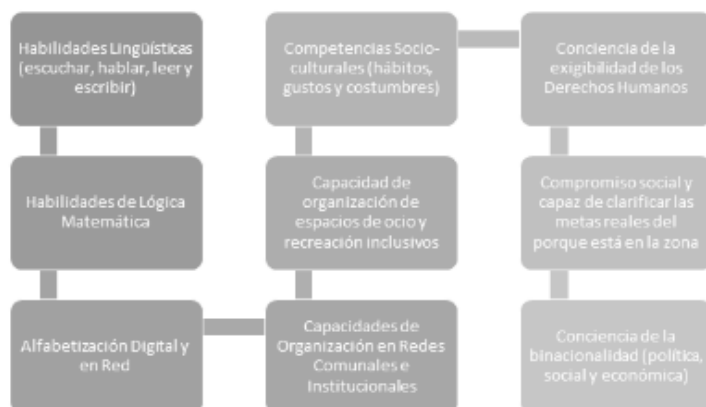 Habilidades Lingüísticas
(escuchar, hablar, leer y
escribir)
Habilidades de Lógica
Matemática
Alfabetización Digital y
en Red
Capacidades de
Organización en Redes
Comunales e
Institucionales
Capacidad de
organización de
espacios de ocio y
recreación inclusivos
Competencias Socio-
culturales (hábitos,
gustos y costumbres)
Conciencia de la
exigibilidad de los
Derechos Humanos
Compromiso social y
capaz de clarificar las
metas reales del
porque está en la zona
Conciencia de la
binacionalidad (política,
social y económica)